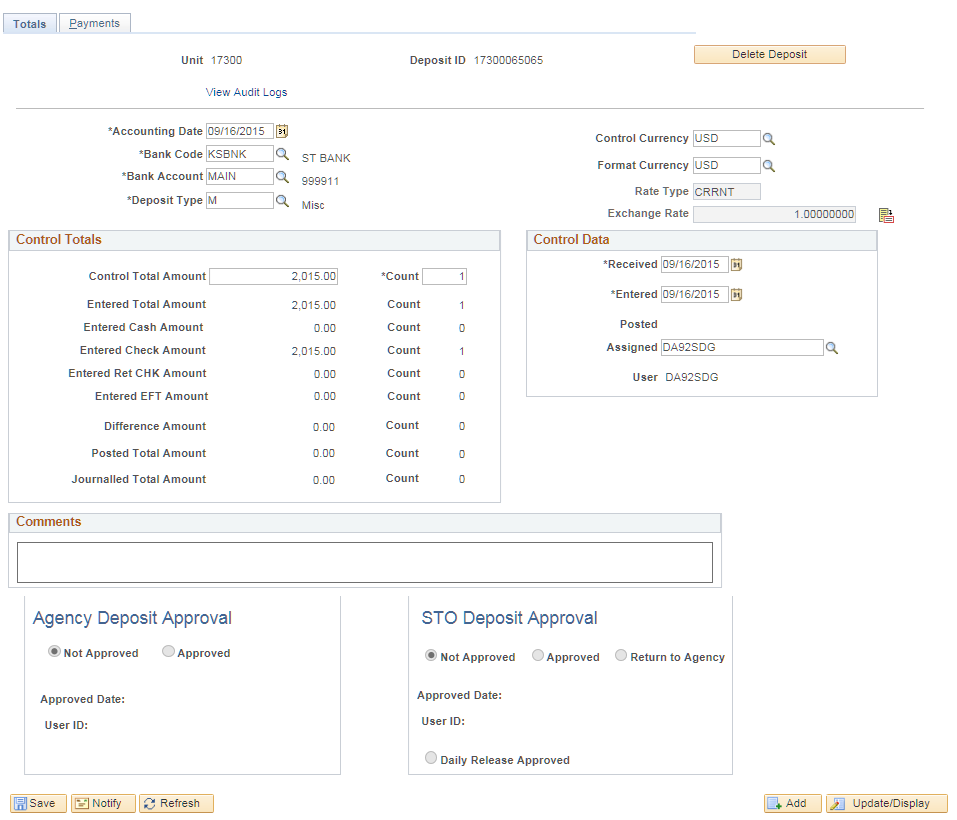 Totals Payments
Unit 17300 Deposit ID 17300065065 Delete Deposit
View Audit Logs
*Accounting Date 09/16/2015 31
*Bank Code KSBNK ST BANK
*Bank Account MAIN 999911
*Deposit Type M Misc
Control Currency USD
Format Currency USD
Rate Type CRRNT
Exchange Rate 1.00000000
Control Totals
Control Total Amount 2,015.00 *Count 1
Entered Total Amount 2,015.00 Count 1
Entered Cash Amount 0.00 Count 0
Entered Check Amount 2,015.00 Count 1
Entered Ret CHK Amount 0.00 Count 0
Entered EFT Amount 0.00 Count 0
Difference Amount 0.00 Count 0
Posted Total Amount 0.00 Count 0
Journalled Total Amount 0.00 Count 0
Control Data
*Received 09/16/2015 31
*Entered 09/16/2015 31
Posted
Assigned DA92SDG
User DA92SDG
Comments
Agency Deposit Approval
Not Approved Approved
Approved Date:
User ID:
STO Deposit Approval
Not Approved Approved Return to Agency
Approved Date:
User ID:
Daily Release Approved
Save Notify Refresh Add Update/Display